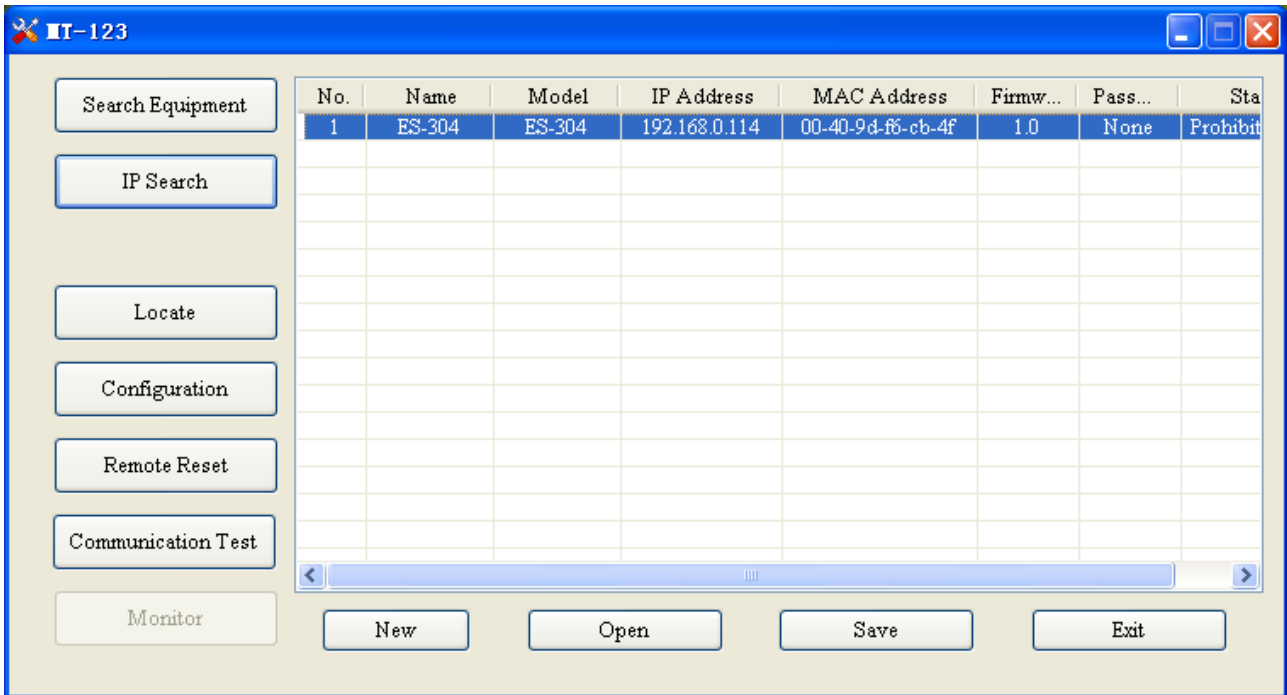 MT-123
Search Equipment
IP Search
Locate
Configuration
Remote Reset
Communication Test
Monitor
No. Name Model IP Address MAC Address Firmw... Pass... Sta
1 ES-304 ES-304 192.168.0.114 00-40-9d-f6-cb-4f 1.0 None Prohibit
New Open Save Exit